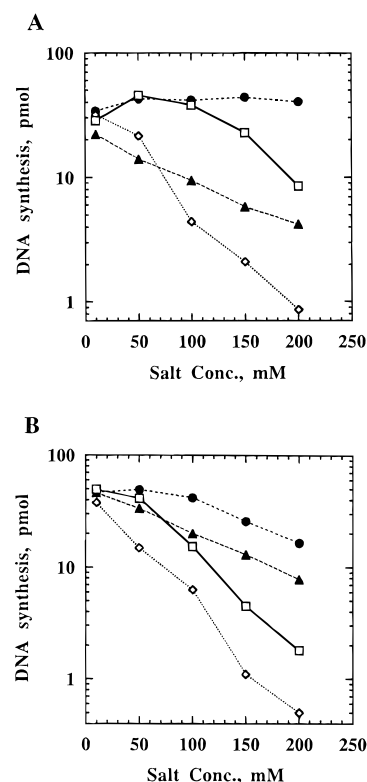 A
100
10
1
DNA synthesis, pmol
0 50 100 150 200 250
Salt Conc., mM
B
100
10
1
DNA synthesis, pmol
0 50 100 150 200 250
Salt Conc., mM